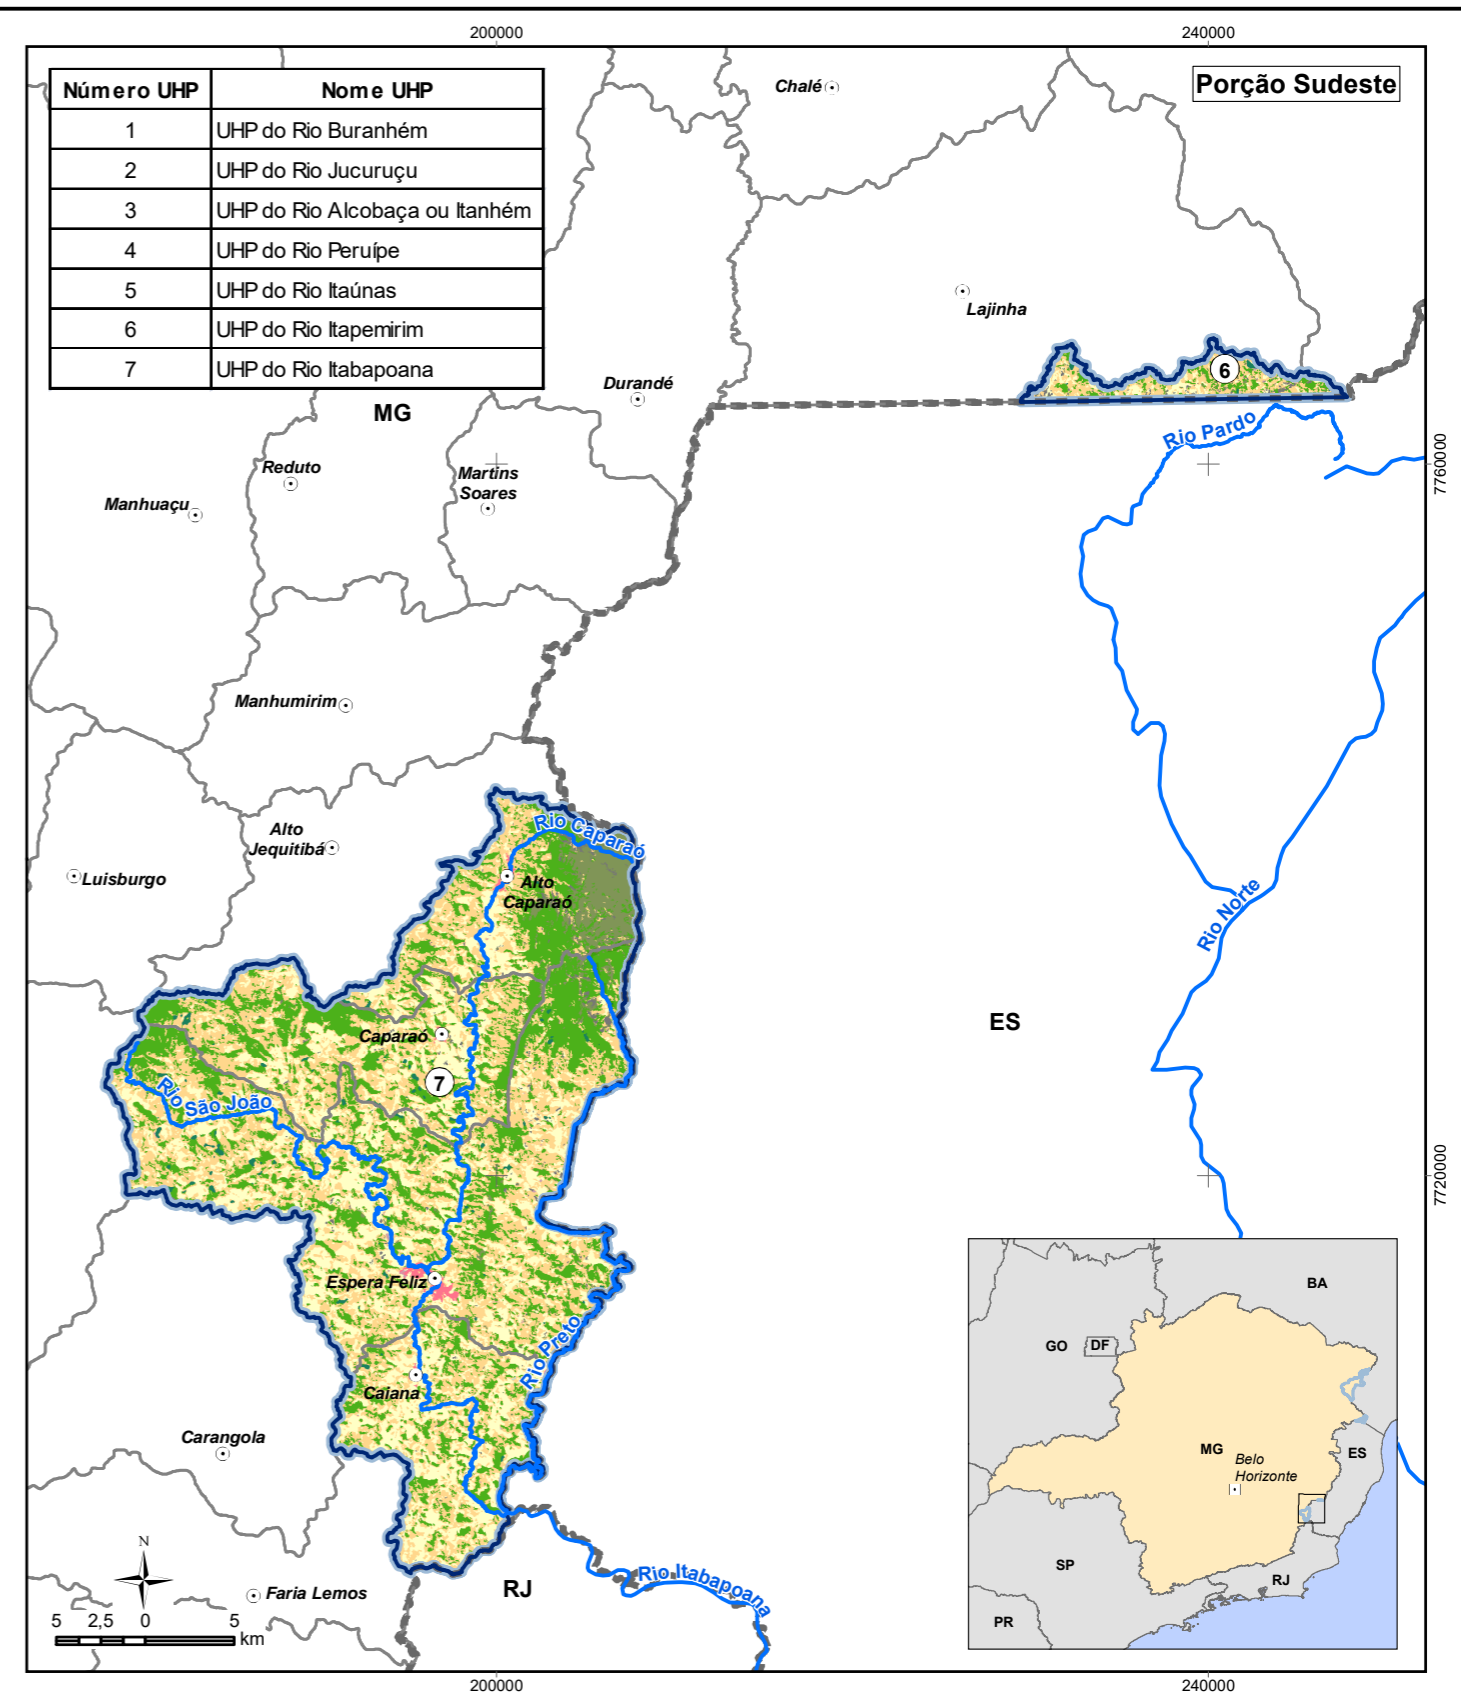 200000
240000
Porção Sudeste
Número UHP Nome UHP
1 UHP do Rio Buranhém
2 UHP do Rio Jucuruçu
3 UHP do Rio Alcobaça ou Itanhém
4 UHP do Rio Peruípe
5 UHP do Rio Itaúnas
6 UHP do Rio Itapemirim
7 UHP do Rio Itabapoana
Chalé
Lajinha
6
Durandé
MG
Rio Pardo
7760000
Reduto
Martins
Soares
Manhuaçu
Manhumirim
Rio Caparaó
Alto
Jequitibá
Luisburgo
Alto
Caparaó
Rio Norte
ES
Caparaó
7
Rio São João
7720000
Espera Feliz
Rio Preto
Caiana
Carangola
BA
GO
DF
MG
Belo
Horizonte
ES
SP
RJ
PR
N
Faria Lemos
RJ
Rio Itabapoana
5 2,5 0 5
km
200000
240000